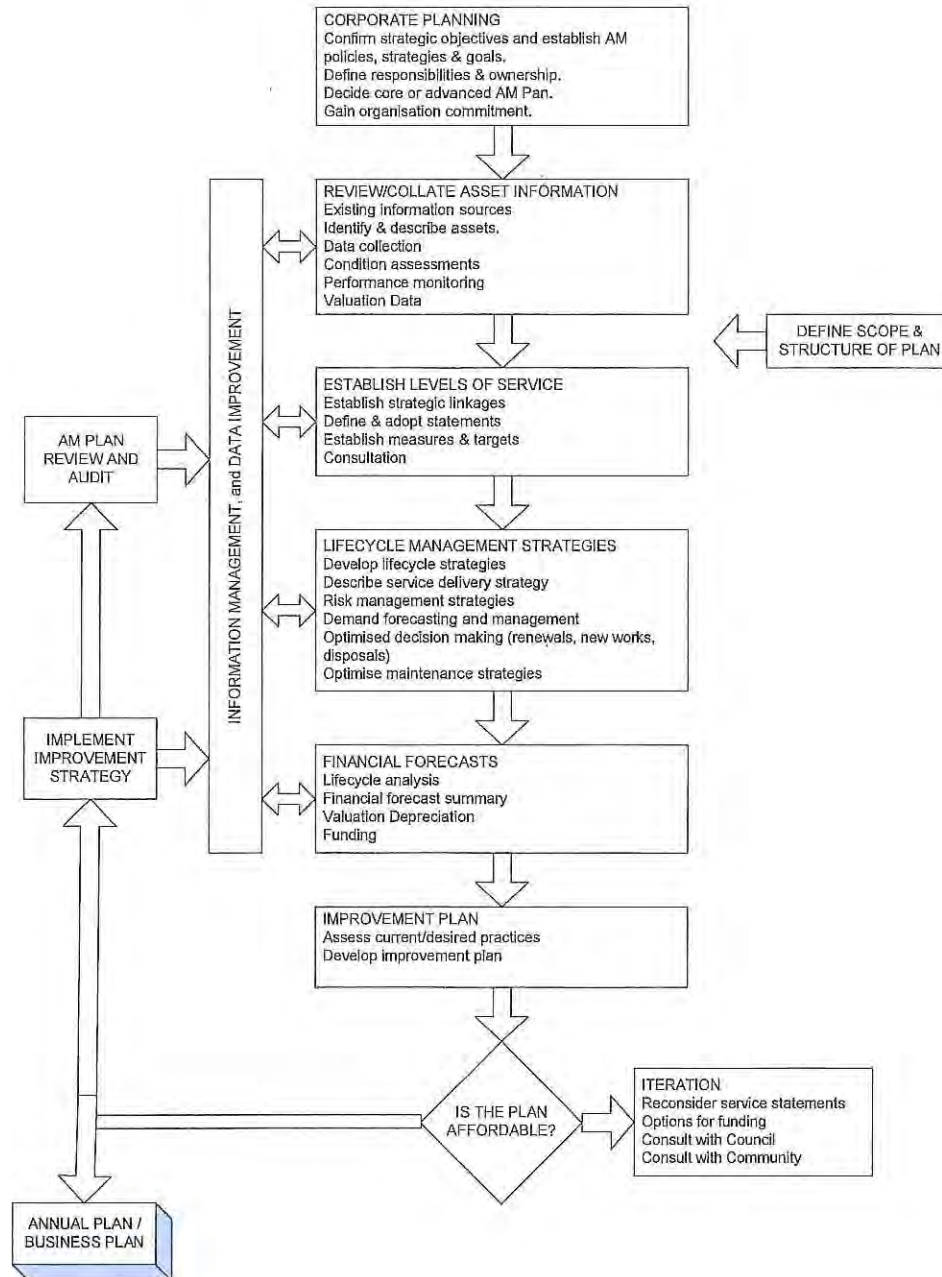 CORPORATE PLANNING
Confirm strategic objectives and establish AM
policies, strategies & goals.
Define responsibilities & ownership.
Decide core or advanced AM Pan.
Gain organisation commitment.
REVIEW/COLLATE ASSET INFORMATION
Existing information sources
Identify & describe assets.
Data collection
Condition assessments
Performance monitoring
Valuation Data
DEFINE SCOPE &
STRUCTURE OF PLAN
ESTABLISH LEVELS OF SERVICE
Establish strategic linkages
Define & adopt statements
Establish measures & targets
Consultation
AM PLAN
REVIEW AND
AUDIT
INFORMATION MANAGEMENT, and DATA IMPROVEMENT
LIFECYCLE MANAGEMENT STRATEGIES
Develop lifecycle strategies
Describe service delivery strategy
Risk management strategies
Demand forecasting and management
Optimised decision making (renewals, new works,
disposals)
Optimise maintenance strategies
IMPLEMENT
IMPROVEMENT
STRATEGY
FINANCIAL FORECASTS
Lifecycle analysis
Financial forecast summary
Valuation Depreciation
Funding
IMPROVEMENT PLAN
Assess current/desired practices
Develop improvement plan
IS THE PLAN
AFFORDABLE?
ITERATION
Reconsider service statements
Options for funding
Consult with Council
Consult with Community
ANNUAL PLAN /
BUSINESS PLAN